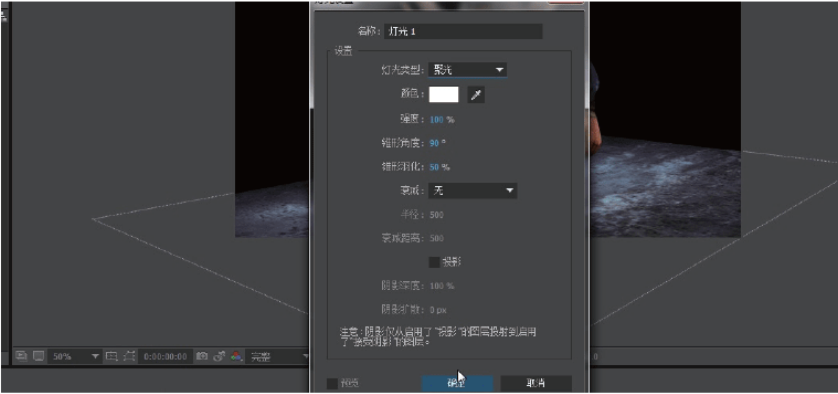 名称: 灯光 1
设置
灯光类型: 聚光
颜色:
强度: 100 %
锥形角度: 90 °
锥形羽化: 50 %
衰减: 无
半径: 500
衰减距离: 500
投影
阴影深度: 100 %
阴影扩散: 0 px
注意:阴影仅从启用了"投影"的图层投射到启用
了"接受阴影"的图层。
50%
0:00:00:00
完整
预览
确定
取消